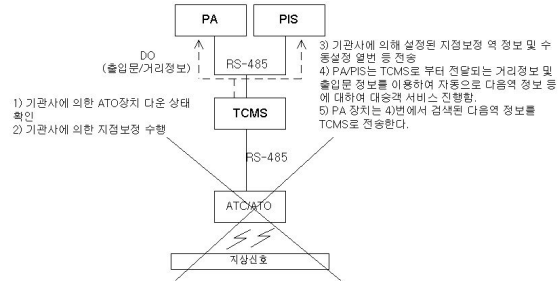 PA
PIS
DO
(출입문/거리정보)
RS-485
3) 기관사에 의해 설정된 지점보정 역 정보 및 수
동설정 열번 등 전송
4) PA/PIS는 TCMS로 부터 전달되는 거리정보 및
출입문 정보를 이용하여 자동으로 다음역 정보 등
에 대하여 대승객 서비스 진행함.
5) PA 장치는 4)번에서 검색된 다음역 정보를
TCMS로 전송한다.
1) 기관사에 의한 ATO장치 다운 상태
확인
2) 기관사에 의한 지점보정 수행
TCMS
RS-485
ATC/ATO
지상신호